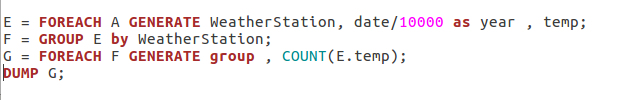 E = FOREACH A GENERATE WeatherStation, date/10000 as year , temp;
F = GROUP E by WeatherStation;
G = FOREACH F GENERATE group , COUNT(E.temp);
DUMP G;